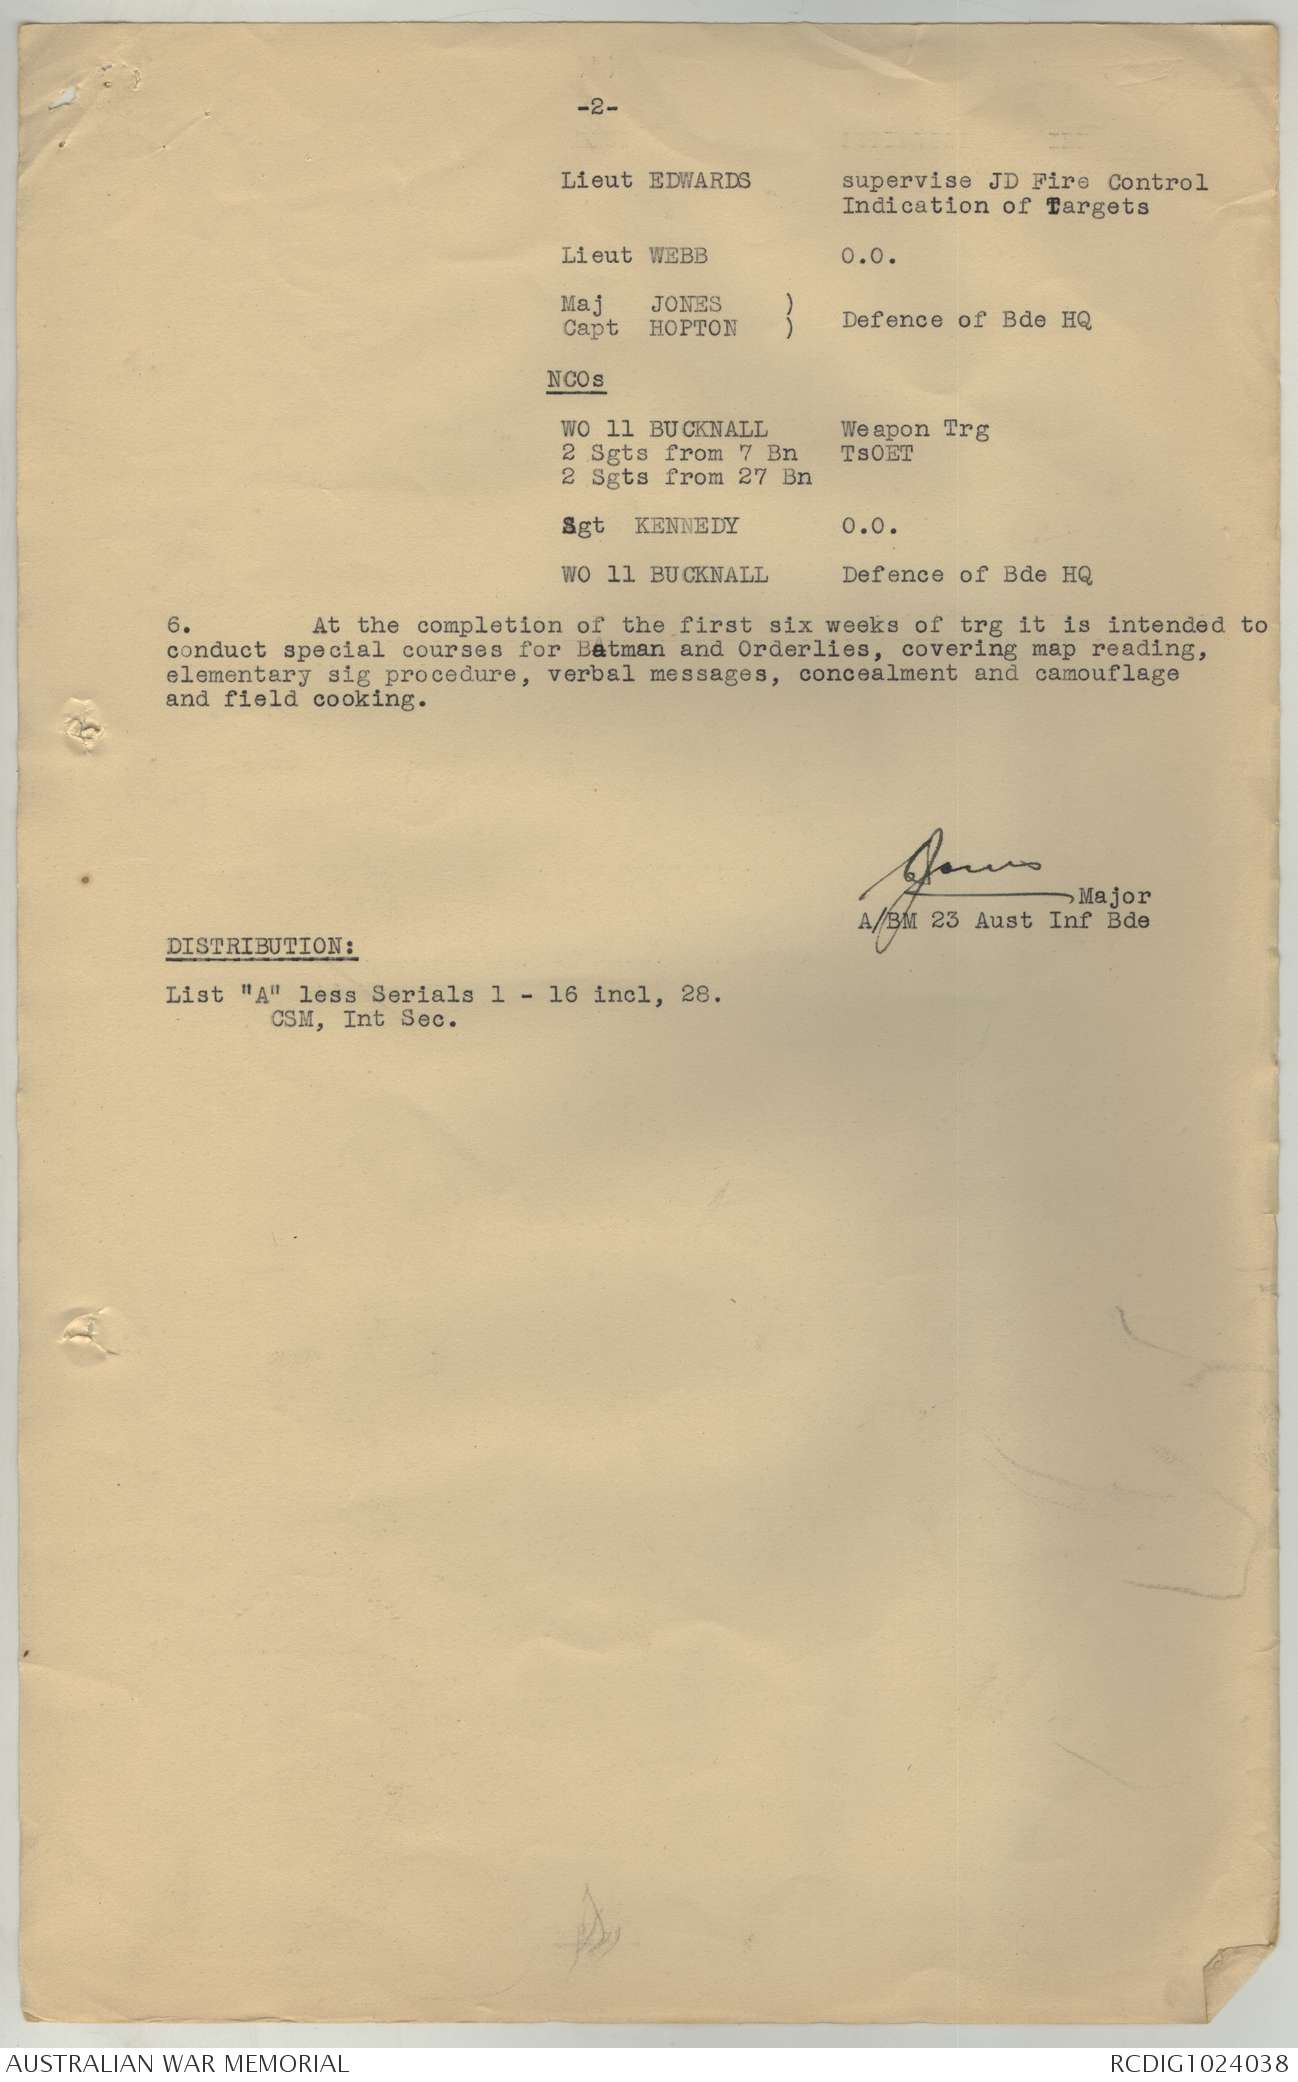 -2-
Lieut EDWARDS supervise JD Fire Control
Indication of Targets
Lieut WEBB O.O.
Maj JONES )
Capt HOPTON ) Defence of Bde HQ
NCOs
WO 11 BUCKNALL Weapon Trg
2 Sgts from 7 Bn TsOET
2 Sgts from 27 Bn
Sgt KENNEDY O.O.
WO 11 BUCKNALL Defence of Bde HQ
6. At the completion of the first six weeks of trg it is intended to
conduct special courses for Batman and Orderlies, covering map reading,
elementary sig procedure, verbal messages, concealment and camouflage
and field cooking.
Jones
Major
A/BM 23 Aust Inf Bde
DISTRIBUTION:
List "A" less Serials 1 - 16 incl, 28.
CSM, Int Sec.
AUSTRALIAN WAR MEMORIAL RCDIG1024038